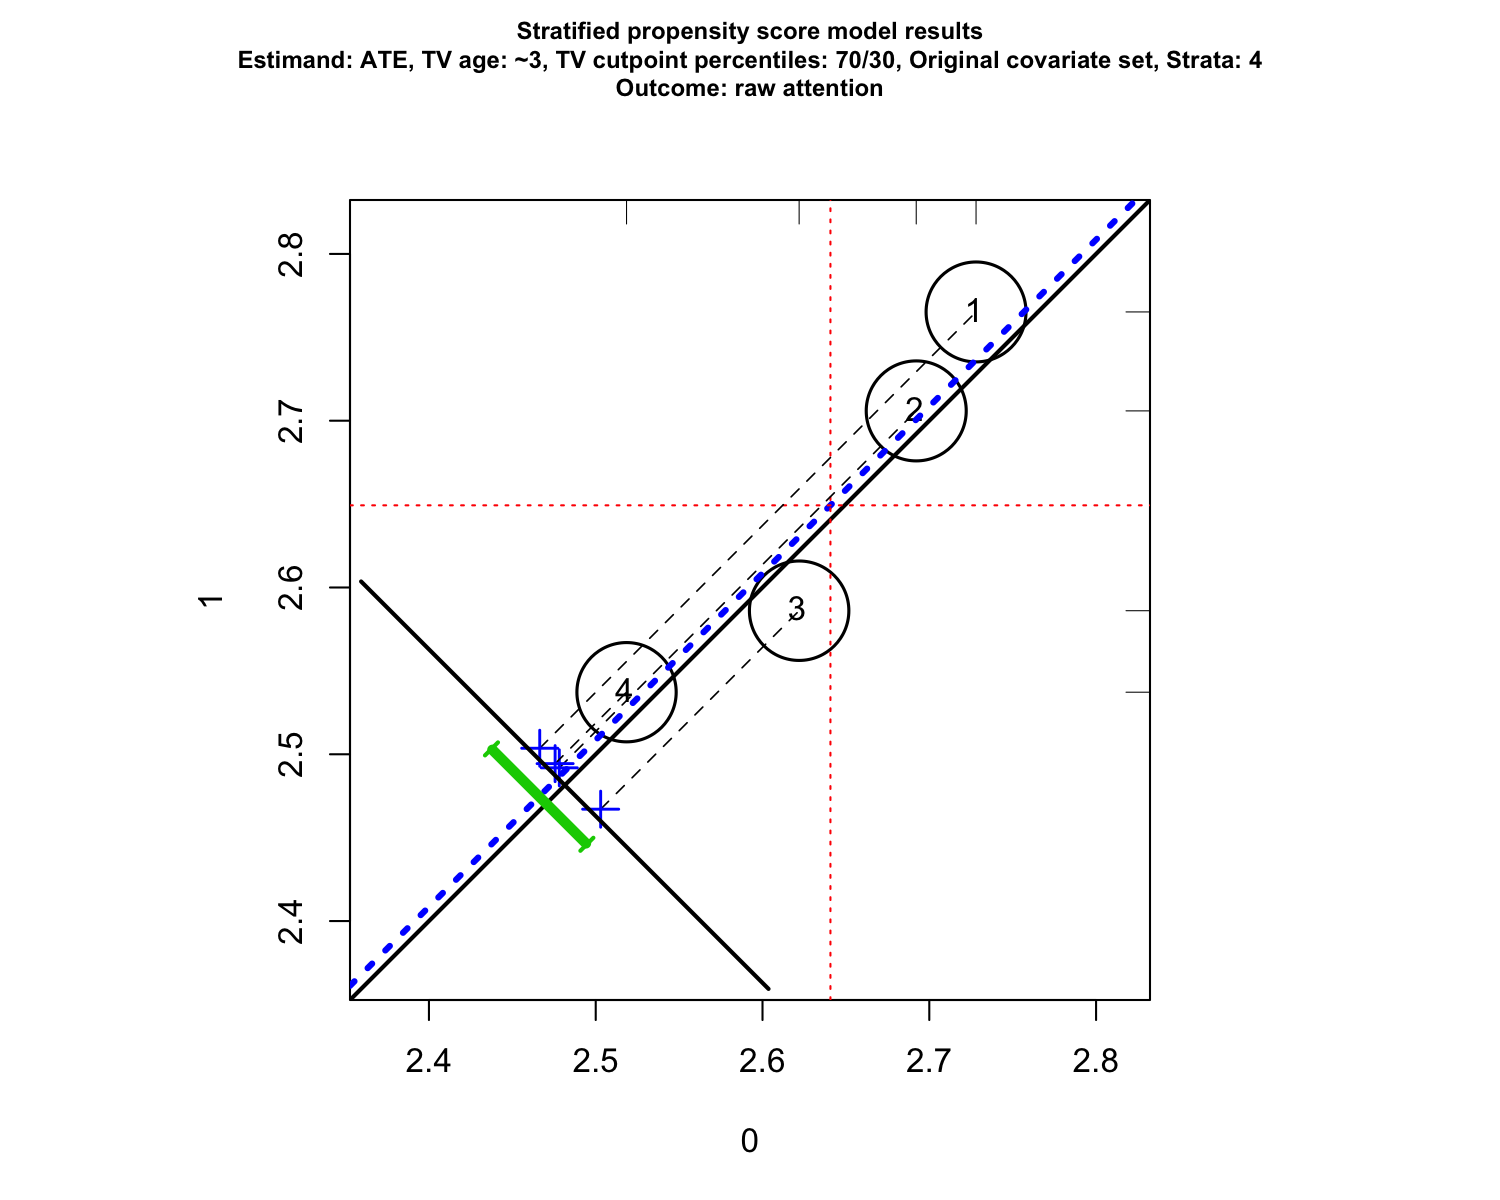 Stratified propensity score model results
Estimand: ATE, TV age: ~3, TV cutpoint percentiles: 70/30, Original covariate set, Strata: 4
Outcome: raw attention
2.8
1
2
2.7
2.6
1
3
4
2.5
2.4
2.4 2.5 2.6 2.7 2.8
0